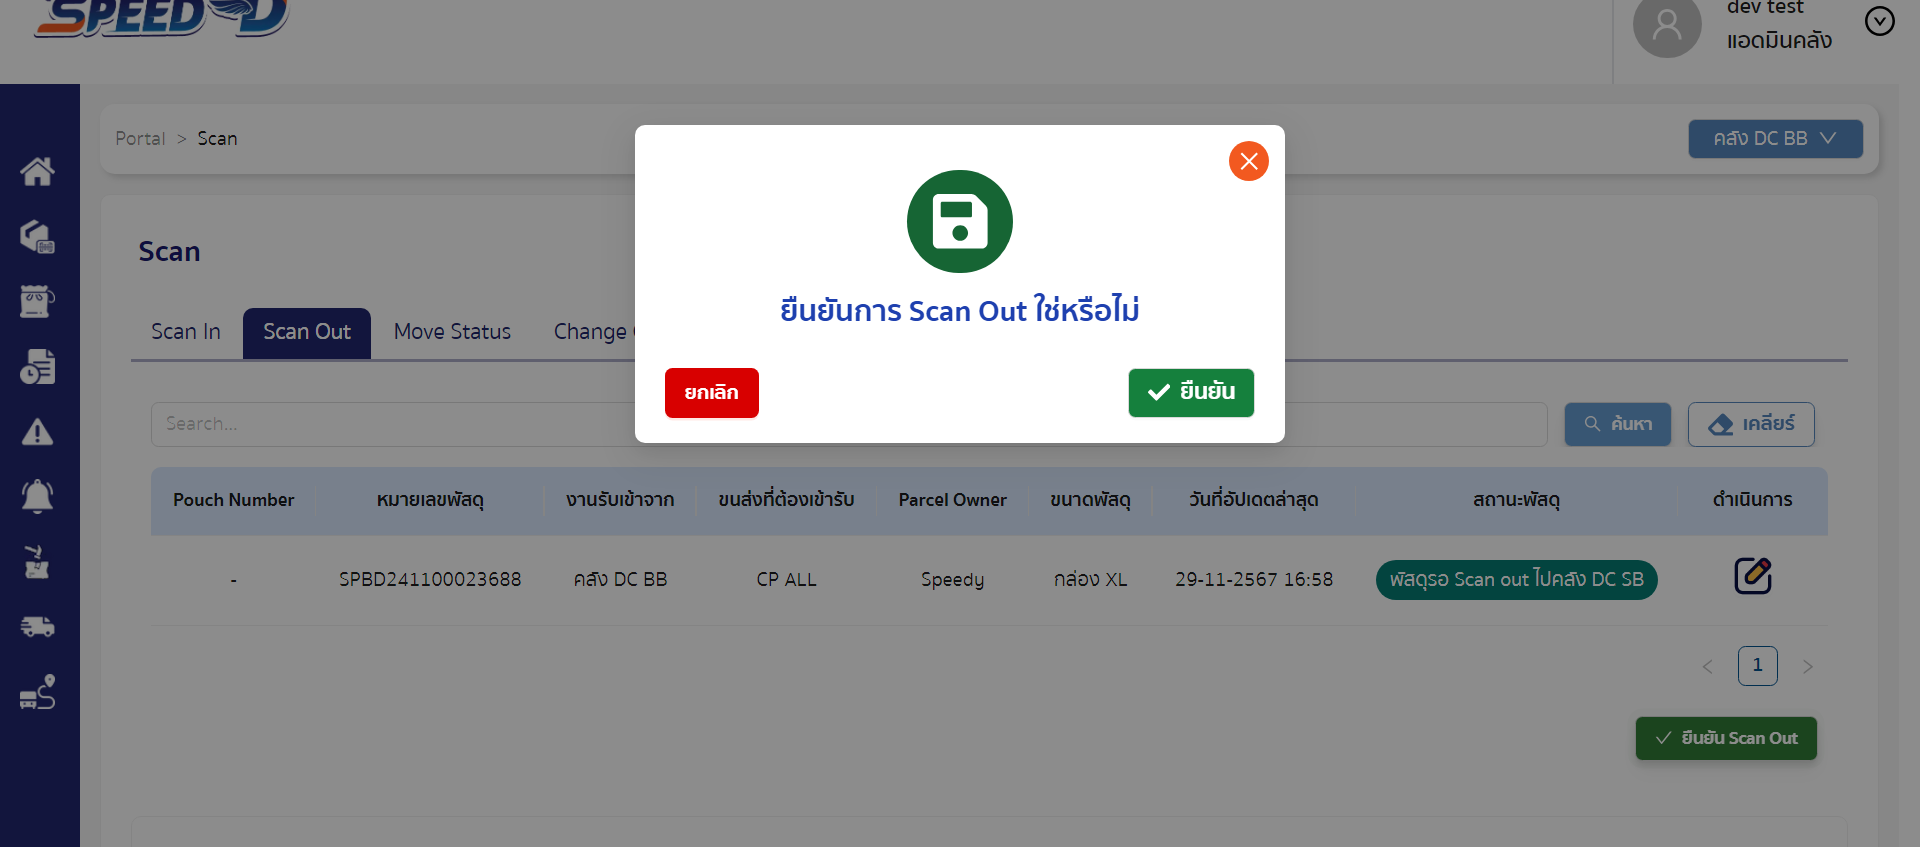 SPEED D
dev test
แอดมินคลัง
Portal > Scan
คลัง DC BB
Scan
ยืนยันการ Scan Out ใช่หรือไม่
Scan In
Scan Out
Move Status
Change
ยกเลิก
ยืนยัน
Search...
ค้นหา
เคลียร์
Pouch Number หมายเลขพัสดุ งานรับเข้าจาก ขนส่งที่ต้องเข้ารับ Parcel Owner ขนาดพัสดุ วันที่อัปเดตล่าสุด สถานะพัสดุ ดำเนินการ
- SPBD241100023688 คลัง DC BB CP ALL Speedy กล่อง XL 29-11-2567 16:58 พัสดุรอ Scan out ไปคลัง DC SB
< 1 >
ยืนยัน Scan Out